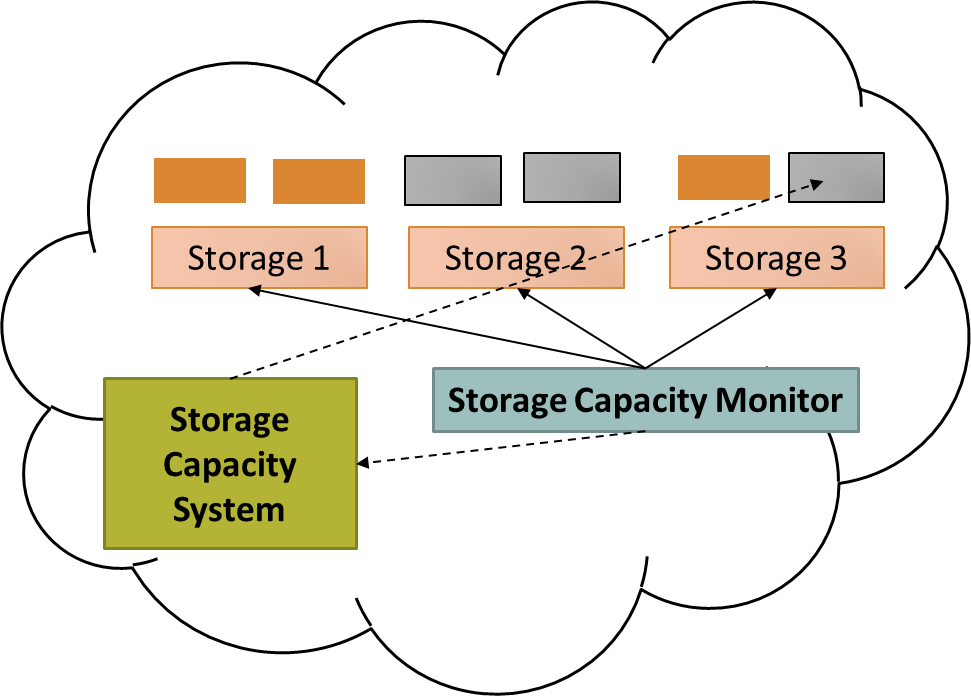 Storage 1
Storage 2
Storage 3
Storage Capacity Monitor
Storage
Capacity
System